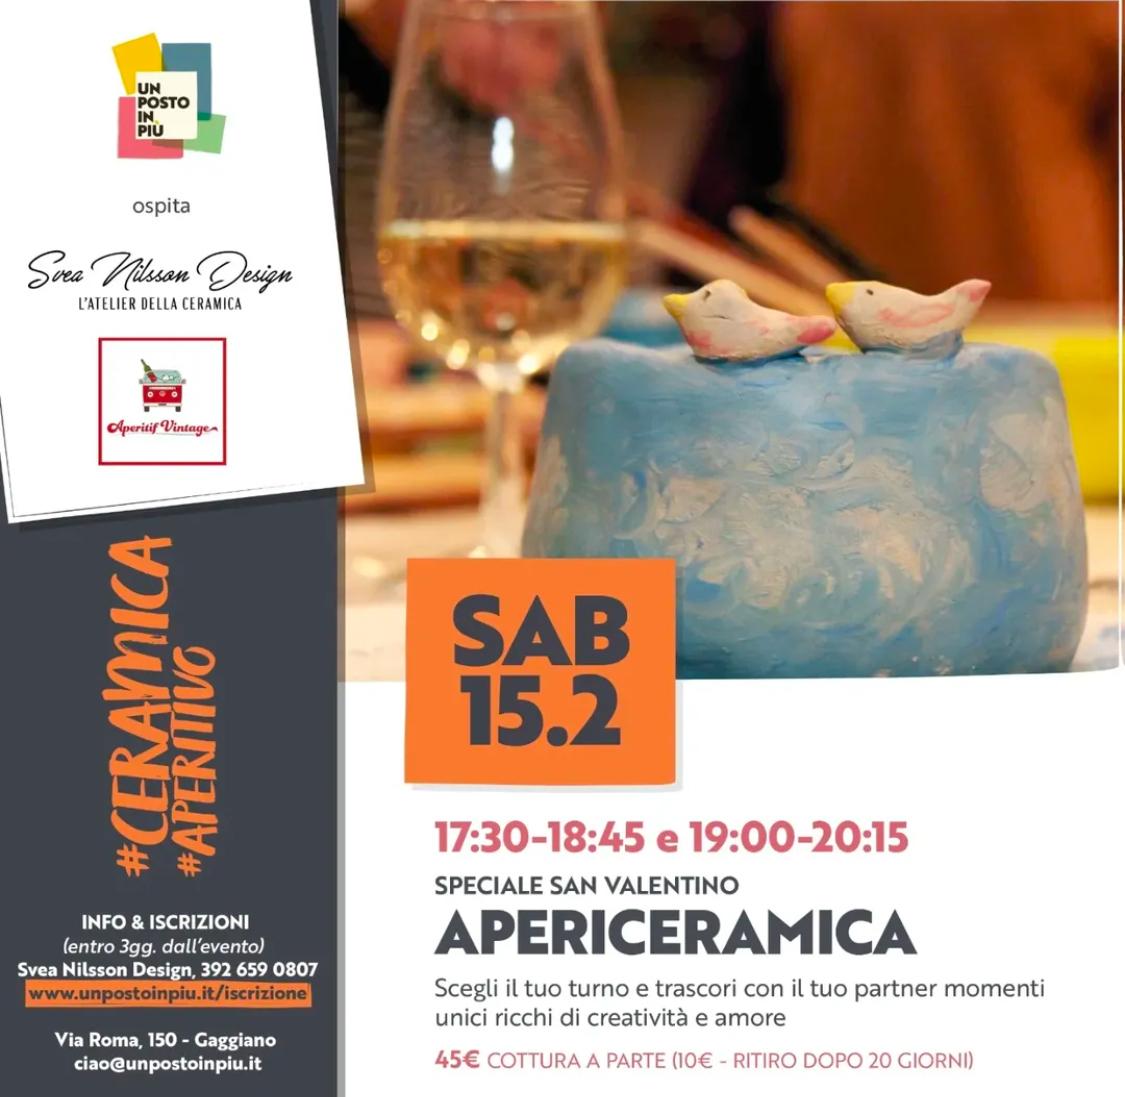 UN
POSTO
IN
PIÙ
ospita
Svea Nilsson Design
L'ATELIER DELLA CERAMICA
Aperitif Vintage
#CERAMICA
#APERITIVO
INFO & ISCRIZIONI
(entro 3gg. dall'evento)
Svea Nilsson Design, 392 659 0807
www.unpostoinpiu.it/iscrizione
Via Roma, 150 - Gaggiano
ciao@unpostoinpiu.it
SAB
15.2
17:30-18:45 e 19:00-20:15
SPECIALE SAN VALENTINO
APERICERAMICA
Scegli il tuo turno e trascori con il tuo partner momenti
unici ricchi di creatività e amore
45€ COTTURA A PARTE (10€ - RITIRO DOPO 20 GIORNI)